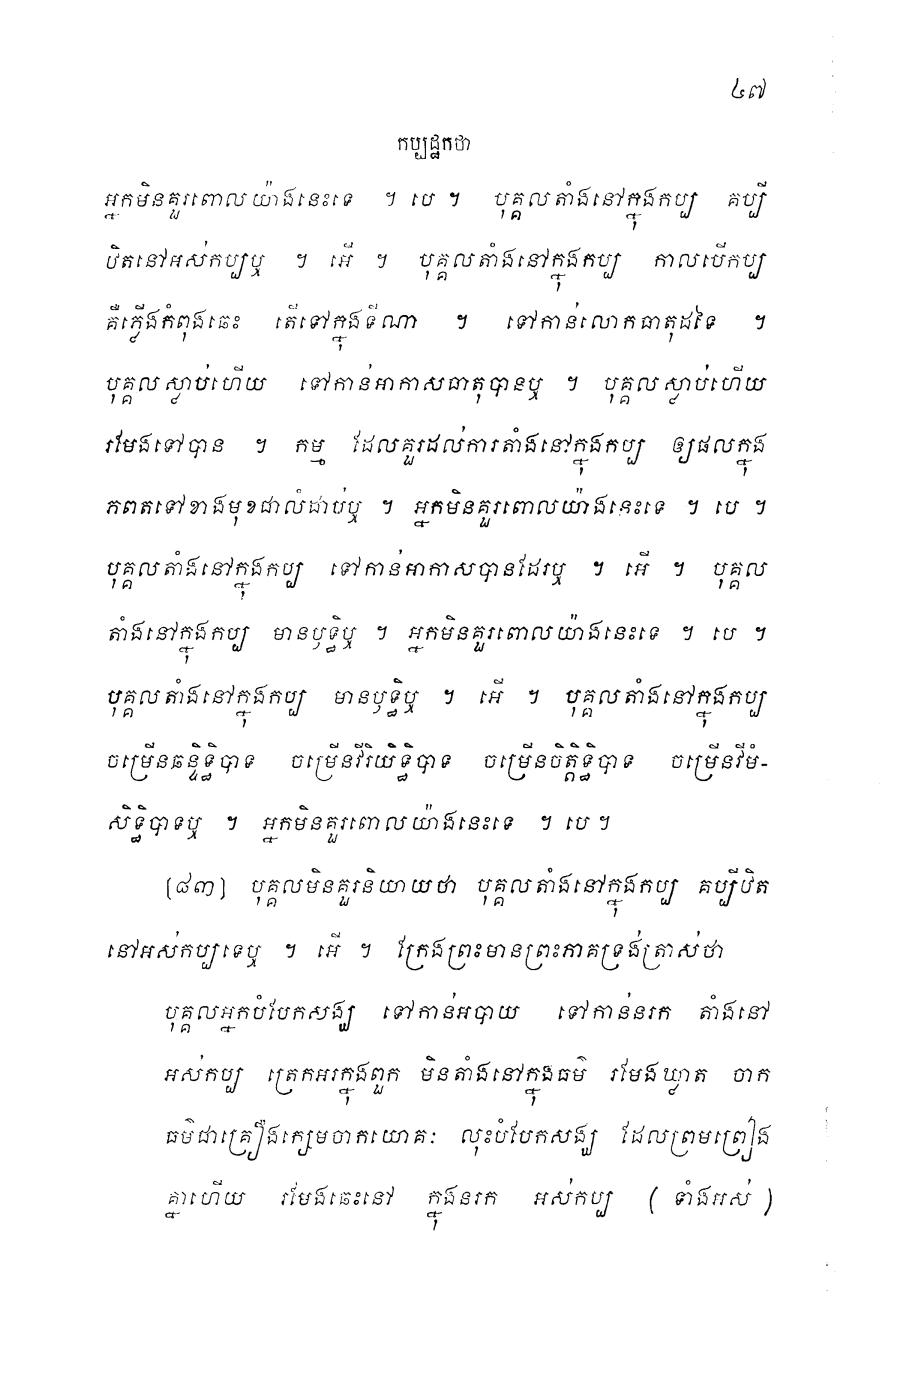 ៤៧
កប្បដ្ឋកថា
អ្នកមិនគួរពោលយ៉ាងនេះទេ ។ បេ ។ បុគ្គលតាំងនៅក្នុងកប្ប គប្បី
ឋិតនៅអស់កប្បឬ ។ អើ ។ បុគ្គលតាំងនៅក្នុងកប្ប កាលបើកប្ប
គឺភ្លើងកំពុងឆេះ តើទៅក្នុងទីណា ។ ទៅកាន់លោកធាតុដទៃ ។
បុគ្គលស្លាប់ហើយ ទៅកាន់អាកាសធាតុបានឬ ។ បុគ្គលស្លាប់ហើយ
រមែងទៅបាន ។ កម្ម ដែលគួរដល់ការតាំងនៅក្នុងកប្ប ឲ្យផលក្នុង
ភពតទៅខាងមុខជាលំដាប់ឬ ។ អ្នកមិនគួរពោលយ៉ាងនេះទេ ។ បេ ។
បុគ្គលតាំងនៅក្នុងកប្ប ទៅកាន់អាកាសបានដែរឬ ។ អើ ។ បុគ្គល
តាំងនៅក្នុងកប្ប មានឫទ្ធិឬ ។ អ្នកមិនគួរពោលយ៉ាងនេះទេ ។ បេ ។
បុគ្គលតាំងនៅក្នុងកប្ប មានឫទ្ធិឬ ។ អើ ។ បុគ្គលតាំងនៅក្នុងកប្ប
ចម្រើនឆន្ទិទ្ធិបាទ ចម្រើនវីរិយិទ្ធិបាទ ចម្រើនចិត្តិទ្ធិបាទ ចម្រើនវីមំ-
សិទ្ធិបាទឬ ។ អ្នកមិនគួរពោលយ៉ាងនេះទេ ។ បេ ។
(៨៣) បុគ្គលមិនគួរនិយាយថា បុគ្គលតាំងនៅក្នុងកប្ប គប្បីឋិត
នៅអស់កប្បទេឬ ។ អើ ។ ក្រែងព្រះមានព្រះភាគទ្រង់ត្រាស់ថា
បុគ្គលអ្នកបំបែកសង្ឃ ទៅកាន់អបាយ ទៅកាន់នរក តាំងនៅ
អស់កប្ប ត្រេកអរក្នុងពួក មិនតាំងនៅក្នុងធម៌ រមែងឃ្លាត ចាក
ធម៌ជាគ្រឿងក្សេមចាកយោគៈ លុះបំបែកសង្ឃ ដែលព្រមព្រៀង
គ្នាហើយ រមែងឆេះនៅ ក្នុងនរក អស់កប្ប ( ទាំងអស់ )